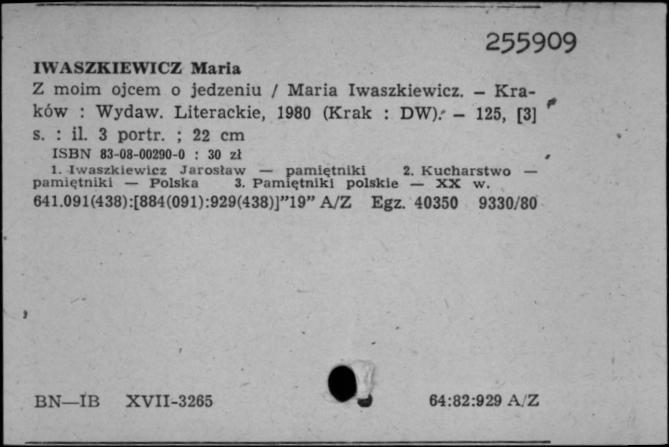 255909
IWASZKIEWICZ Maria
Z moim ojcem o jedzeniu / Maria Iwaszkiewicz. — Kra-
ków : Wydaw. Literackie, 1980 (Krak : DW). — 125, [3]
s. : il. 3 portr. ; 22 cm
ISBN 83-08-00290-0 : 30 zł
1. Iwaszkiewicz Jarosław — pamiętniki 2. Kucharstwo —
pamiętniki — Polska 3. Pamiętniki polskie — XX w.
641.091(438):[884(091):929(438)]"19" A/Z Egz. 40350 9330/80
BN—IB XVII-3265 64:82:929 A/Z